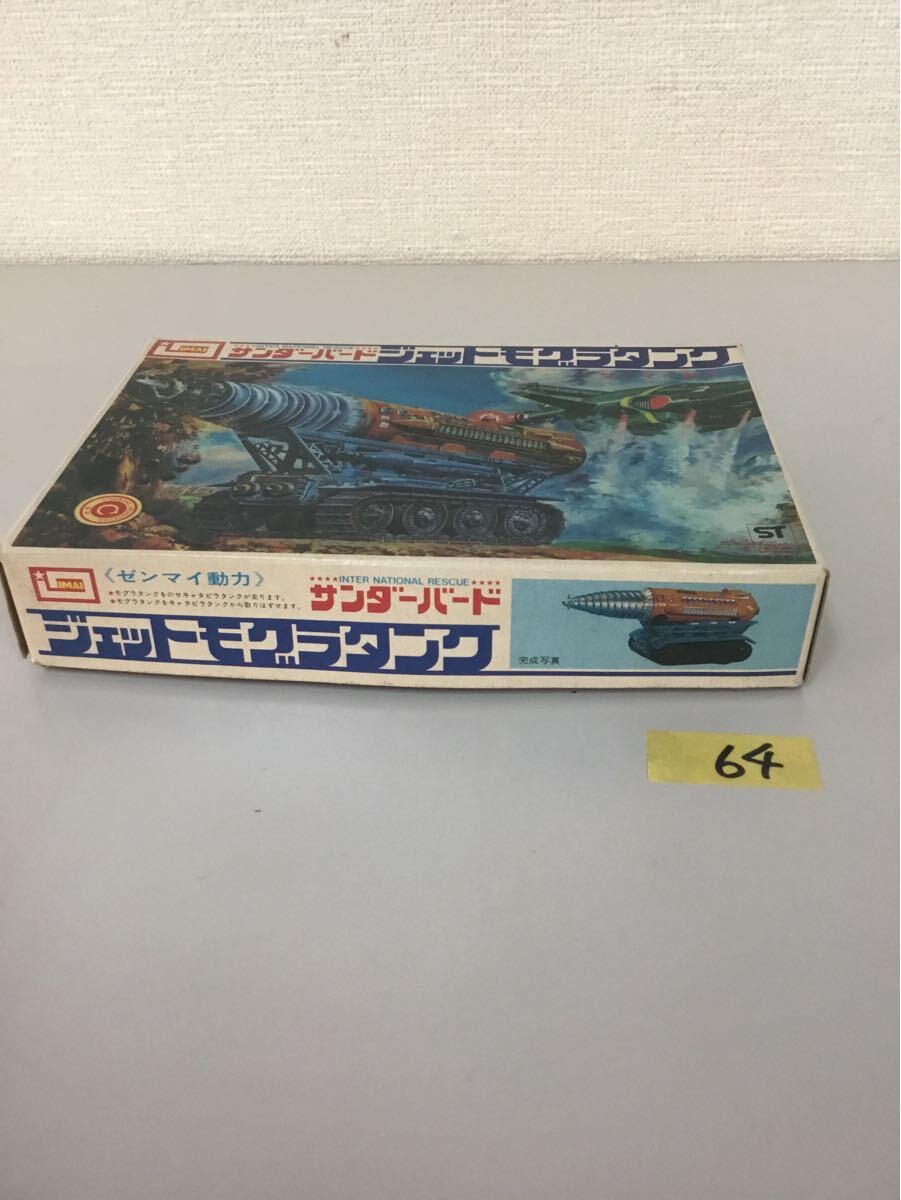 IMAI
★★★★INTER NATIONAL RESCUE★★★★
サンダーバード ジェットモグラタンク
C
ST
IMAI
《ゼンマイ動力》
★モグラタンクをのせキャタピラタンクが走ります。
★モグラタンクをキャタピラタンクから取りはずせます。
★★★★INTER NATIONAL RESCUE★★★★
サンダーバード
ジェットモグラタンク
完成写真
64